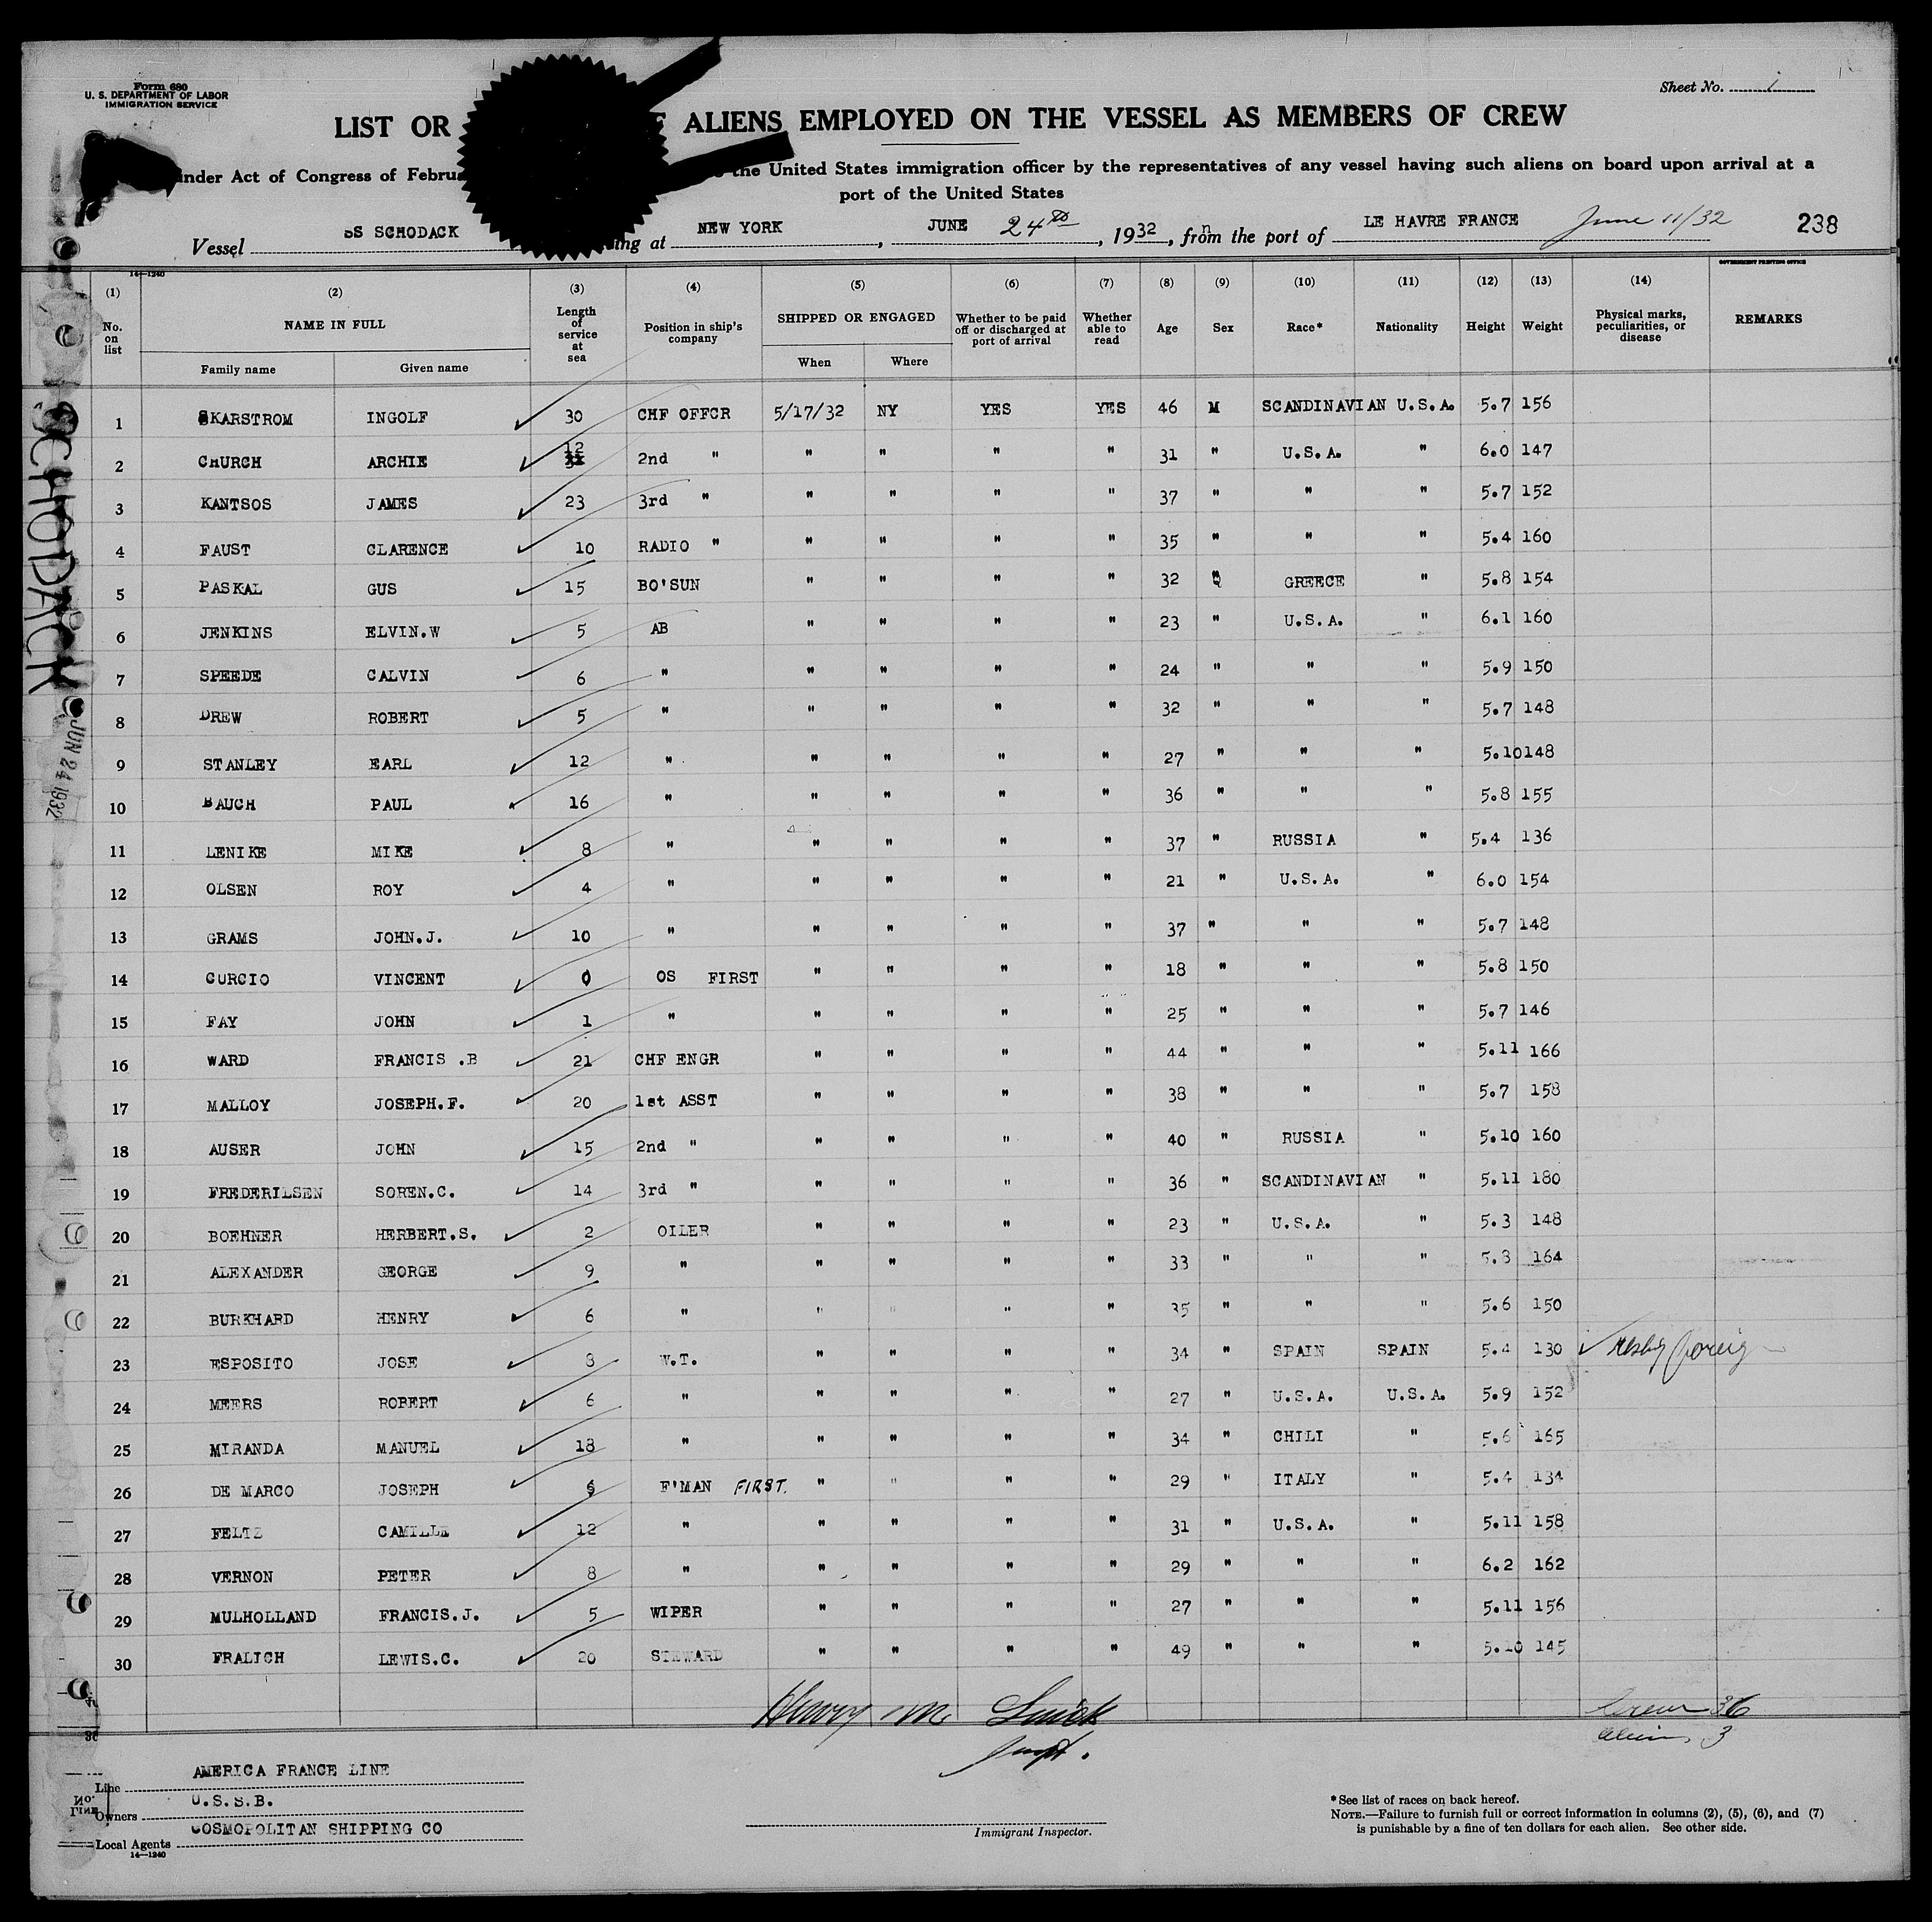 Form 680
U. S. DEPARTMENT OF LABOR
IMMIGRATION SERVICE
Sheet No. 1
LIST OR ALIENS EMPLOYED ON THE VESSEL AS MEMBERS OF CREW
under Act of Congress of the United States immigration officer by the representatives of any vessel having such aliens on board upon arrival at a
port of the United States
Vessel SS SCHODACK at NEW YORK, JUNE 24th, 1932, from the port of LE HAVRE FRANCE June 11/32 238
14—1240
GOVERNMENT PRINTING OFFICE
(1) (2) (3) (4) (5) (6) (7) (8) (9) (10) (11) (12) (13) (14)
No. on list NAME IN FULL Length of service at sea Position in ship's company SHIPPED OR ENGAGED Whether to be paid off or discharged at port of arrival Whether able to read Age Sex Race* Nationality Height Weight Physical marks, peculiarities, or disease REMARKS
Family name Given name When Where
1 SKARSTROM INGOLF 30 CHF OFFCR 5/17/32 NY YES YES 46 M SCANDINAVIAN U.S.A. 5.7 156
2 CHURCH ARCHIE 12 2nd " " " " " 31 " U.S.A. " 6.0 147
3 KANTSOS JAMES 23 3rd " " " " " 37 " " " 5.7 152
4 FAUST CLARENCE 10 RADIO " " " " " 35 " " " 5.4 160
5 PASKAL GUS 15 BO'SUN " " " " 32 " GREECE " 5.8 154
6 JENKINS ELVIN.W 5 AB " " " " 23 " U.S.A. " 6.1 160
7 SPEEDE CALVIN 6 " " " " " 24 " " " 5.9 150
8 DREW ROBERT 5 " " " " " 32 " " " 5.7 148
9 STANLEY EARL 12 " " " " " 27 " " " 5.10 148
10 BAUCH PAUL 16 " " " " " 36 " " " 5.8 155
11 LENIKE MIKE 8 " " " " " 37 " RUSSIA " 5.4 136
12 OLSEN ROY 4 " " " " " 21 " U.S.A. " 6.0 154
13 GRAMS JOHN.J. 10 " " " " " 37 " " " 5.7 148
14 CURCIO VINCENT 0 OS FIRST " " " " 18 " " " 5.8 150
15 FAY JOHN 1 " " " " " 25 " " " 5.7 146
16 WARD FRANCIS .B 21 CHF ENGR " " " " 44 " " " 5.11 166
17 MALLOY JOSEPH.F. 20 1st ASST " " " " 38 " " " 5.7 158
18 AUSER JOHN 15 2nd " " " " " 40 " RUSSIA " 5.10 160
19 FREDERILSEN SOREN.C. 14 3rd " " " " " 36 " SCANDINAVIAN " 5.11 180
20 BOEHNER HERBERT.S. 2 OILER " " " " 23 " U.S.A. " 5.3 148
21 ALEXANDER GEORGE 9 " " " " " 33 " " " 5.8 164
22 BURKHARD HENRY 6 " " " " " 35 " " " 5.6 150
23 ESPOSITO JOSE 8 W.T. " " " " 34 " SPAIN SPAIN 5.4 130
24 MEERS ROBERT 6 " " " " " 27 " U.S.A. U.S.A. 5.9 152
25 MIRANDA MANUEL 18 " " " " " 34 " CHILI " 5.6 165
26 DE MARCO JOSEPH F'MAN FIRST. " " " " 29 " ITALY " 5.4 134
27 FELIZ CAMILLE 12 " " " " " 31 " U.S.A. " 5.11 158
28 VERNON PETER 8 " " " " " 29 " " " 6.2 162
29 MULHOLLAND FRANCIS.J. 5 WIPER " " " " 27 " " " 5.11 156
30 FRALICH LEWIS.C. 20 STEWARD " " " " 49 " " " 5.10 145
SCHODACK
JUN 24 1932
Henry M.
Crew 36
Aliens 3
Line AMERICA FRANCE LINE
Owners U.S.S.B.
Local Agents COSMOPOLITAN SHIPPING CO
14—1240
Immigrant Inspector.
*See list of races on back hereof.
NOTE.—Failure to furnish full or correct information in columns (2), (5), (6), and (7)
is punishable by a fine of ten dollars for each alien. See other side.